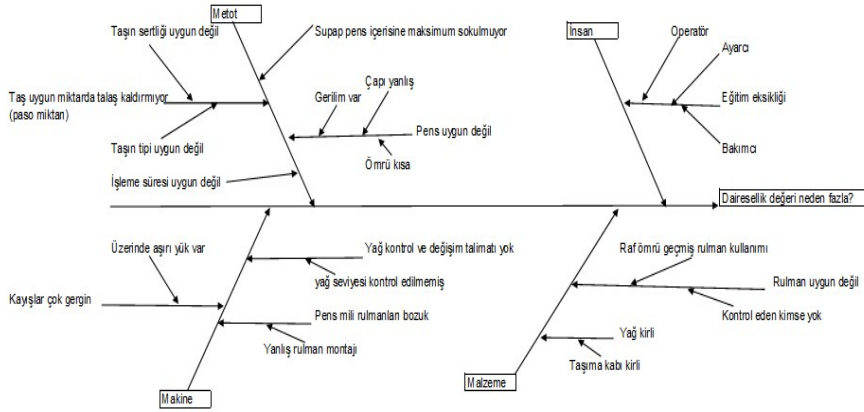 Metot
İnsan
Taşın sertliği uygun değil
Supap pens içerisine maksimum sokulmuyor
Operatör
Ayarcı
Çapı yanlış
Gerilim var
Taş uygun miktarda talaş kaldırmıyor
(paso miktarı)
Eğitim eksikliği
Pens uygun değil
Taşın tipi uygun değil
Bakımcı
Ömrü kısa
İşleme süresi uygun değil
Dairesellik değeri neden fazla?
Üzerinde aşırı yük var
Yağ kontrol ve değişim talimatı yok
Raf ömrü geçmiş rulman kullanımı
yağ seviyesi kontrol edilmemiş
Rulman uygun değil
Kayışlar çok gergin
Pens mili rulmanları bozuk
Kontrol eden kimse yok
Yağ kirli
Yanlış rulman montajı
Taşıma kabı kirli
Makine
Malzeme